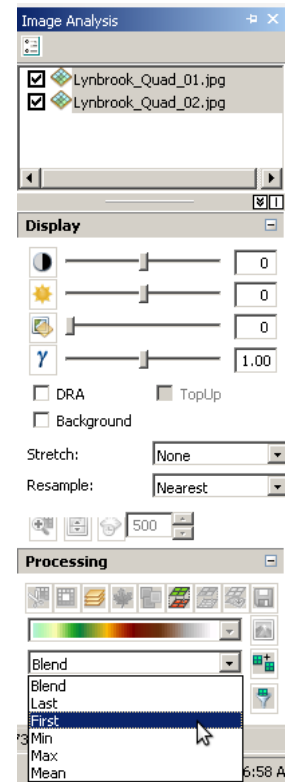 Image Analysis
Lynbrook_Quad_01.jpg
Lynbrook_Quad_02.jpg
Display
0
0
0
γ 1.00
DRA TopUp
Background
Stretch: None
Resample: Nearest
500
Processing
Blend
Blend
Last
First
Min
Max
Mean
6:58 A